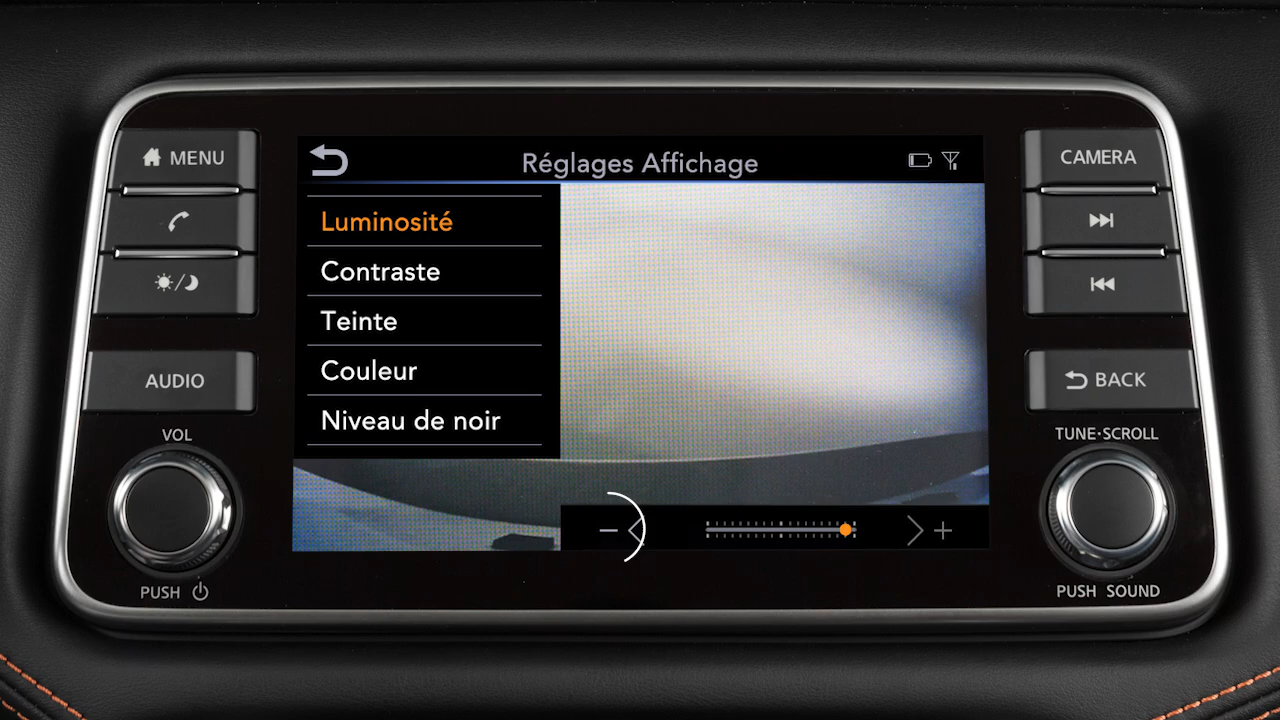 MENU
Réglages Affichage
CAMERA
Luminosité
Contraste
Teinte
Couleur
Niveau de noir
AUDIO
BACK
VOL
TUNE·SCROLL
PUSH
PUSH SOUND